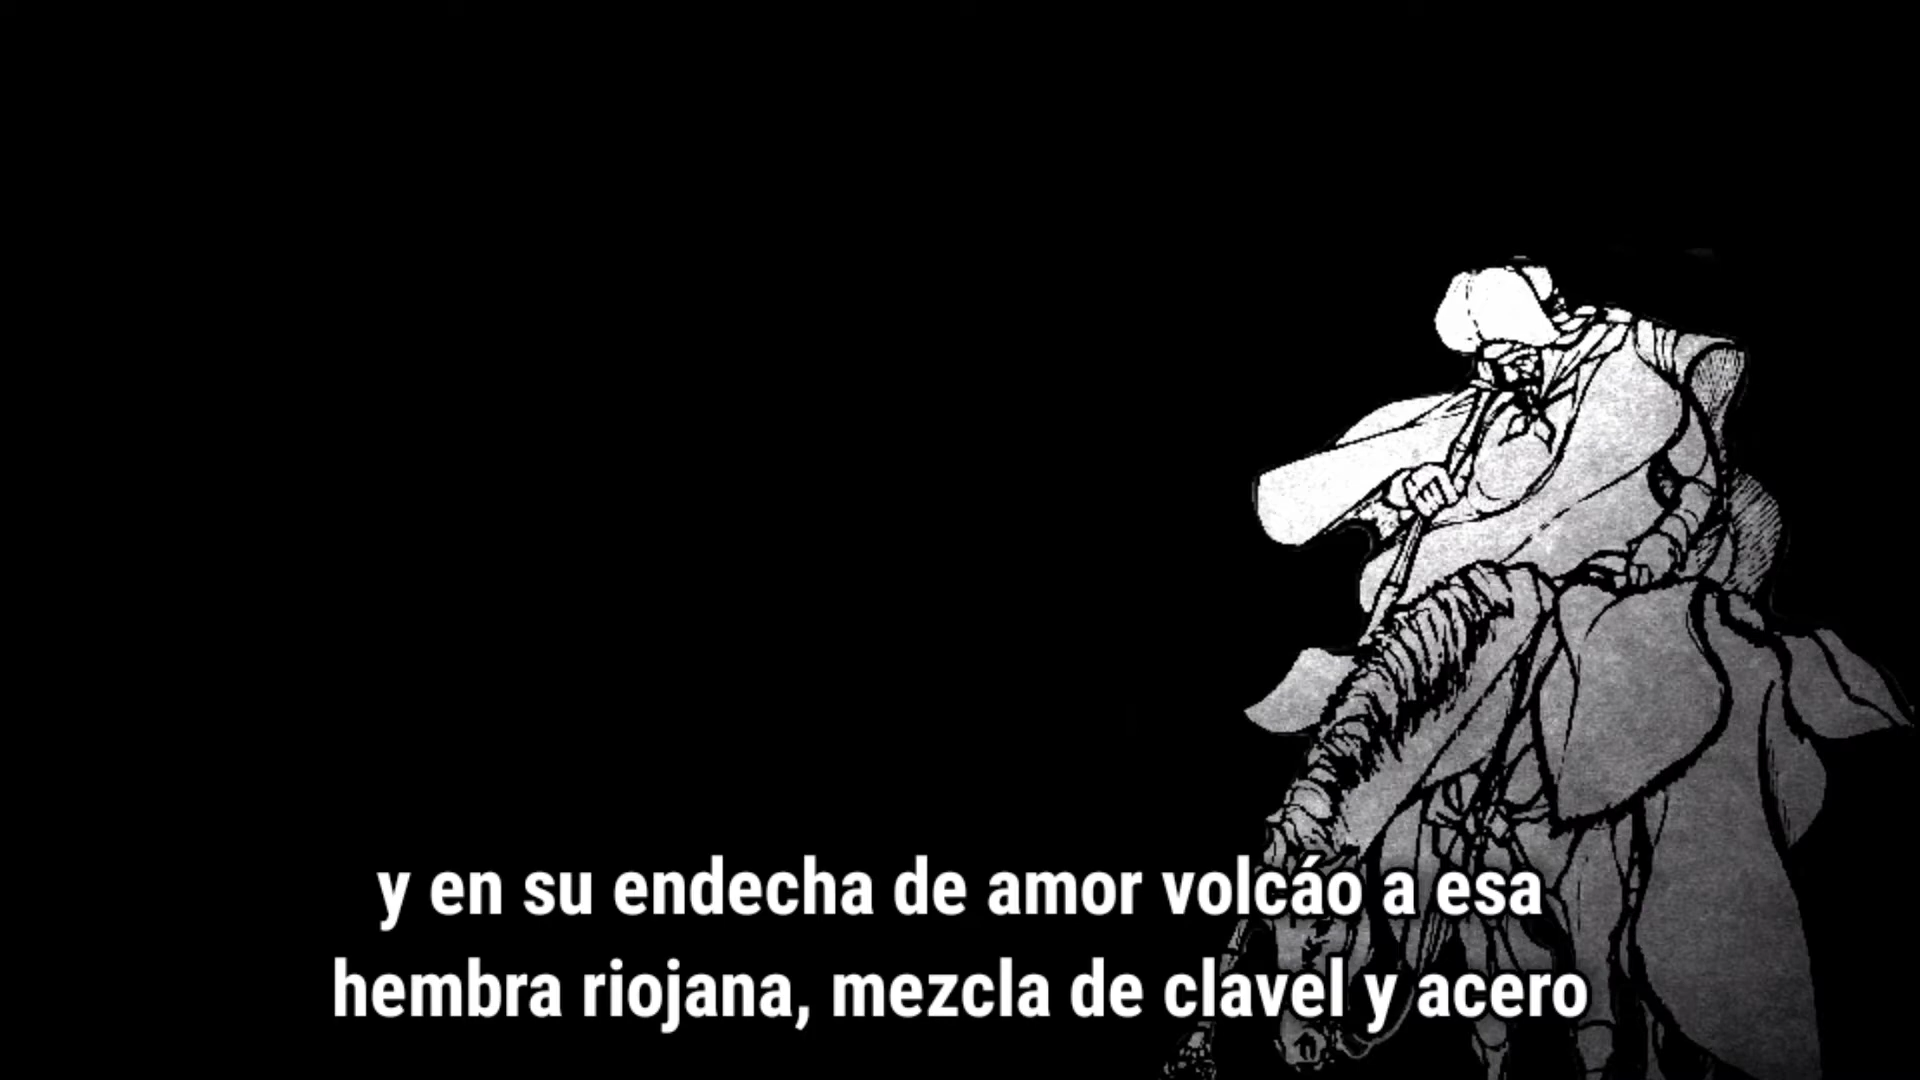 y en su endecha de amor volcáo a esa
hembra riojana, mezcla de clavel y acero